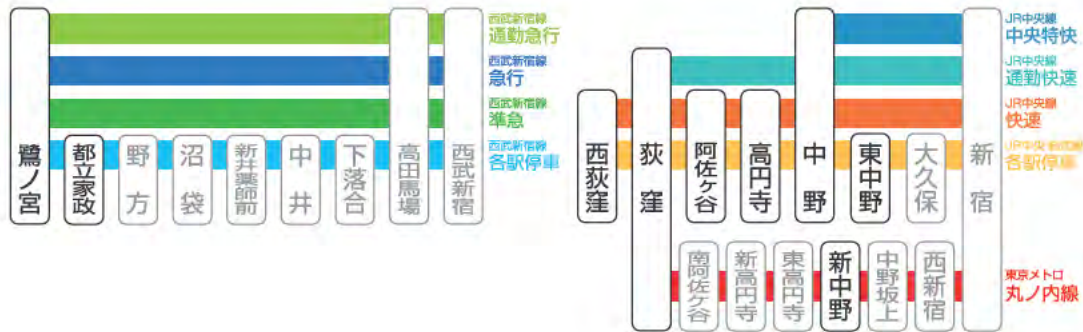 西武新宿線
通勤急行
西武新宿線
急行
西武新宿線
準急
西武新宿線
各駅停車
鷺ノ宮
都立家政
野方
沼袋
新井薬師前
中井
下落合
高田馬場
西武新宿
JR中央線
中央特快
JR中央線
通勤快速
JR中央線
快速
JR中央・総武線
各駅停車
西荻窪
荻窪
阿佐ヶ谷
高円寺
中野
東中野
大久保
新宿
南阿佐ケ谷
新高円寺
東高円寺
新中野
中野坂上
西新宿
東京メトロ
丸ノ内線